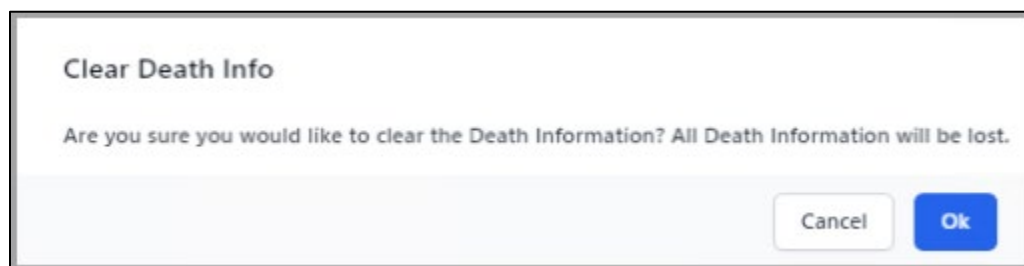 Clear Death Info
Are you sure you would like to clear the Death Information? All Death Information will be lost.
Cancel Ok